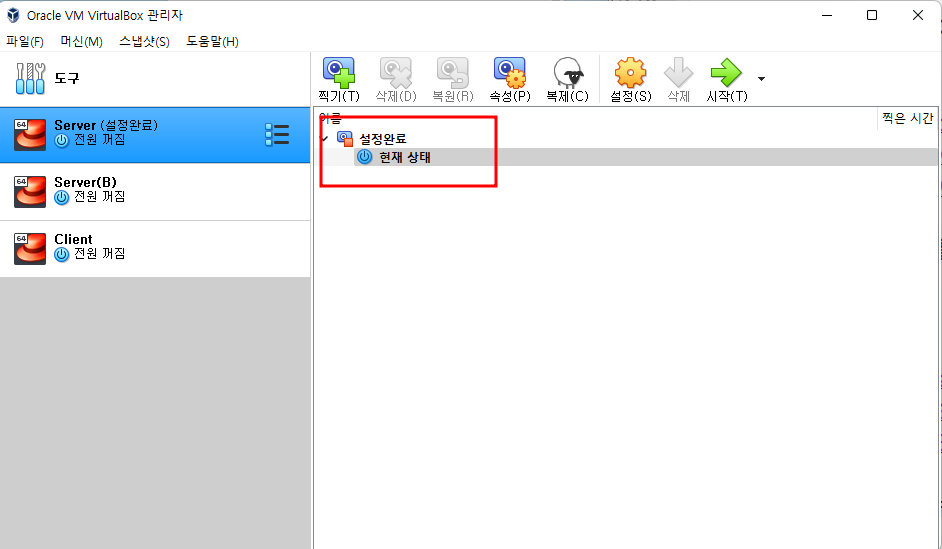 Oracle VM VirtualBox 관리자
파일(F) 머신(M) 스냅샷(S) 도움말(H)
도구
찍기(T) 삭제(D) 복원(R) 속성(P) 복제(C) 설정(S) 삭제 시작(T)
64 Server (설정완료)
전원 꺼짐
64 Server(B)
전원 꺼짐
64 Client
전원 꺼짐
이름 찍은 시간
설정완료
현재 상태